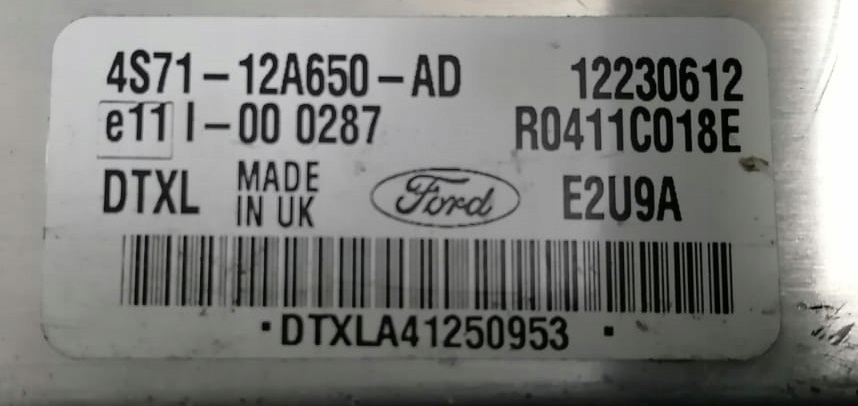 4S71-12A650-AD 12230612
e11 I-00 0287 R0411C018E
DTXL MADE IN UK Ford E2U9A
·DTXLA41250953 ·